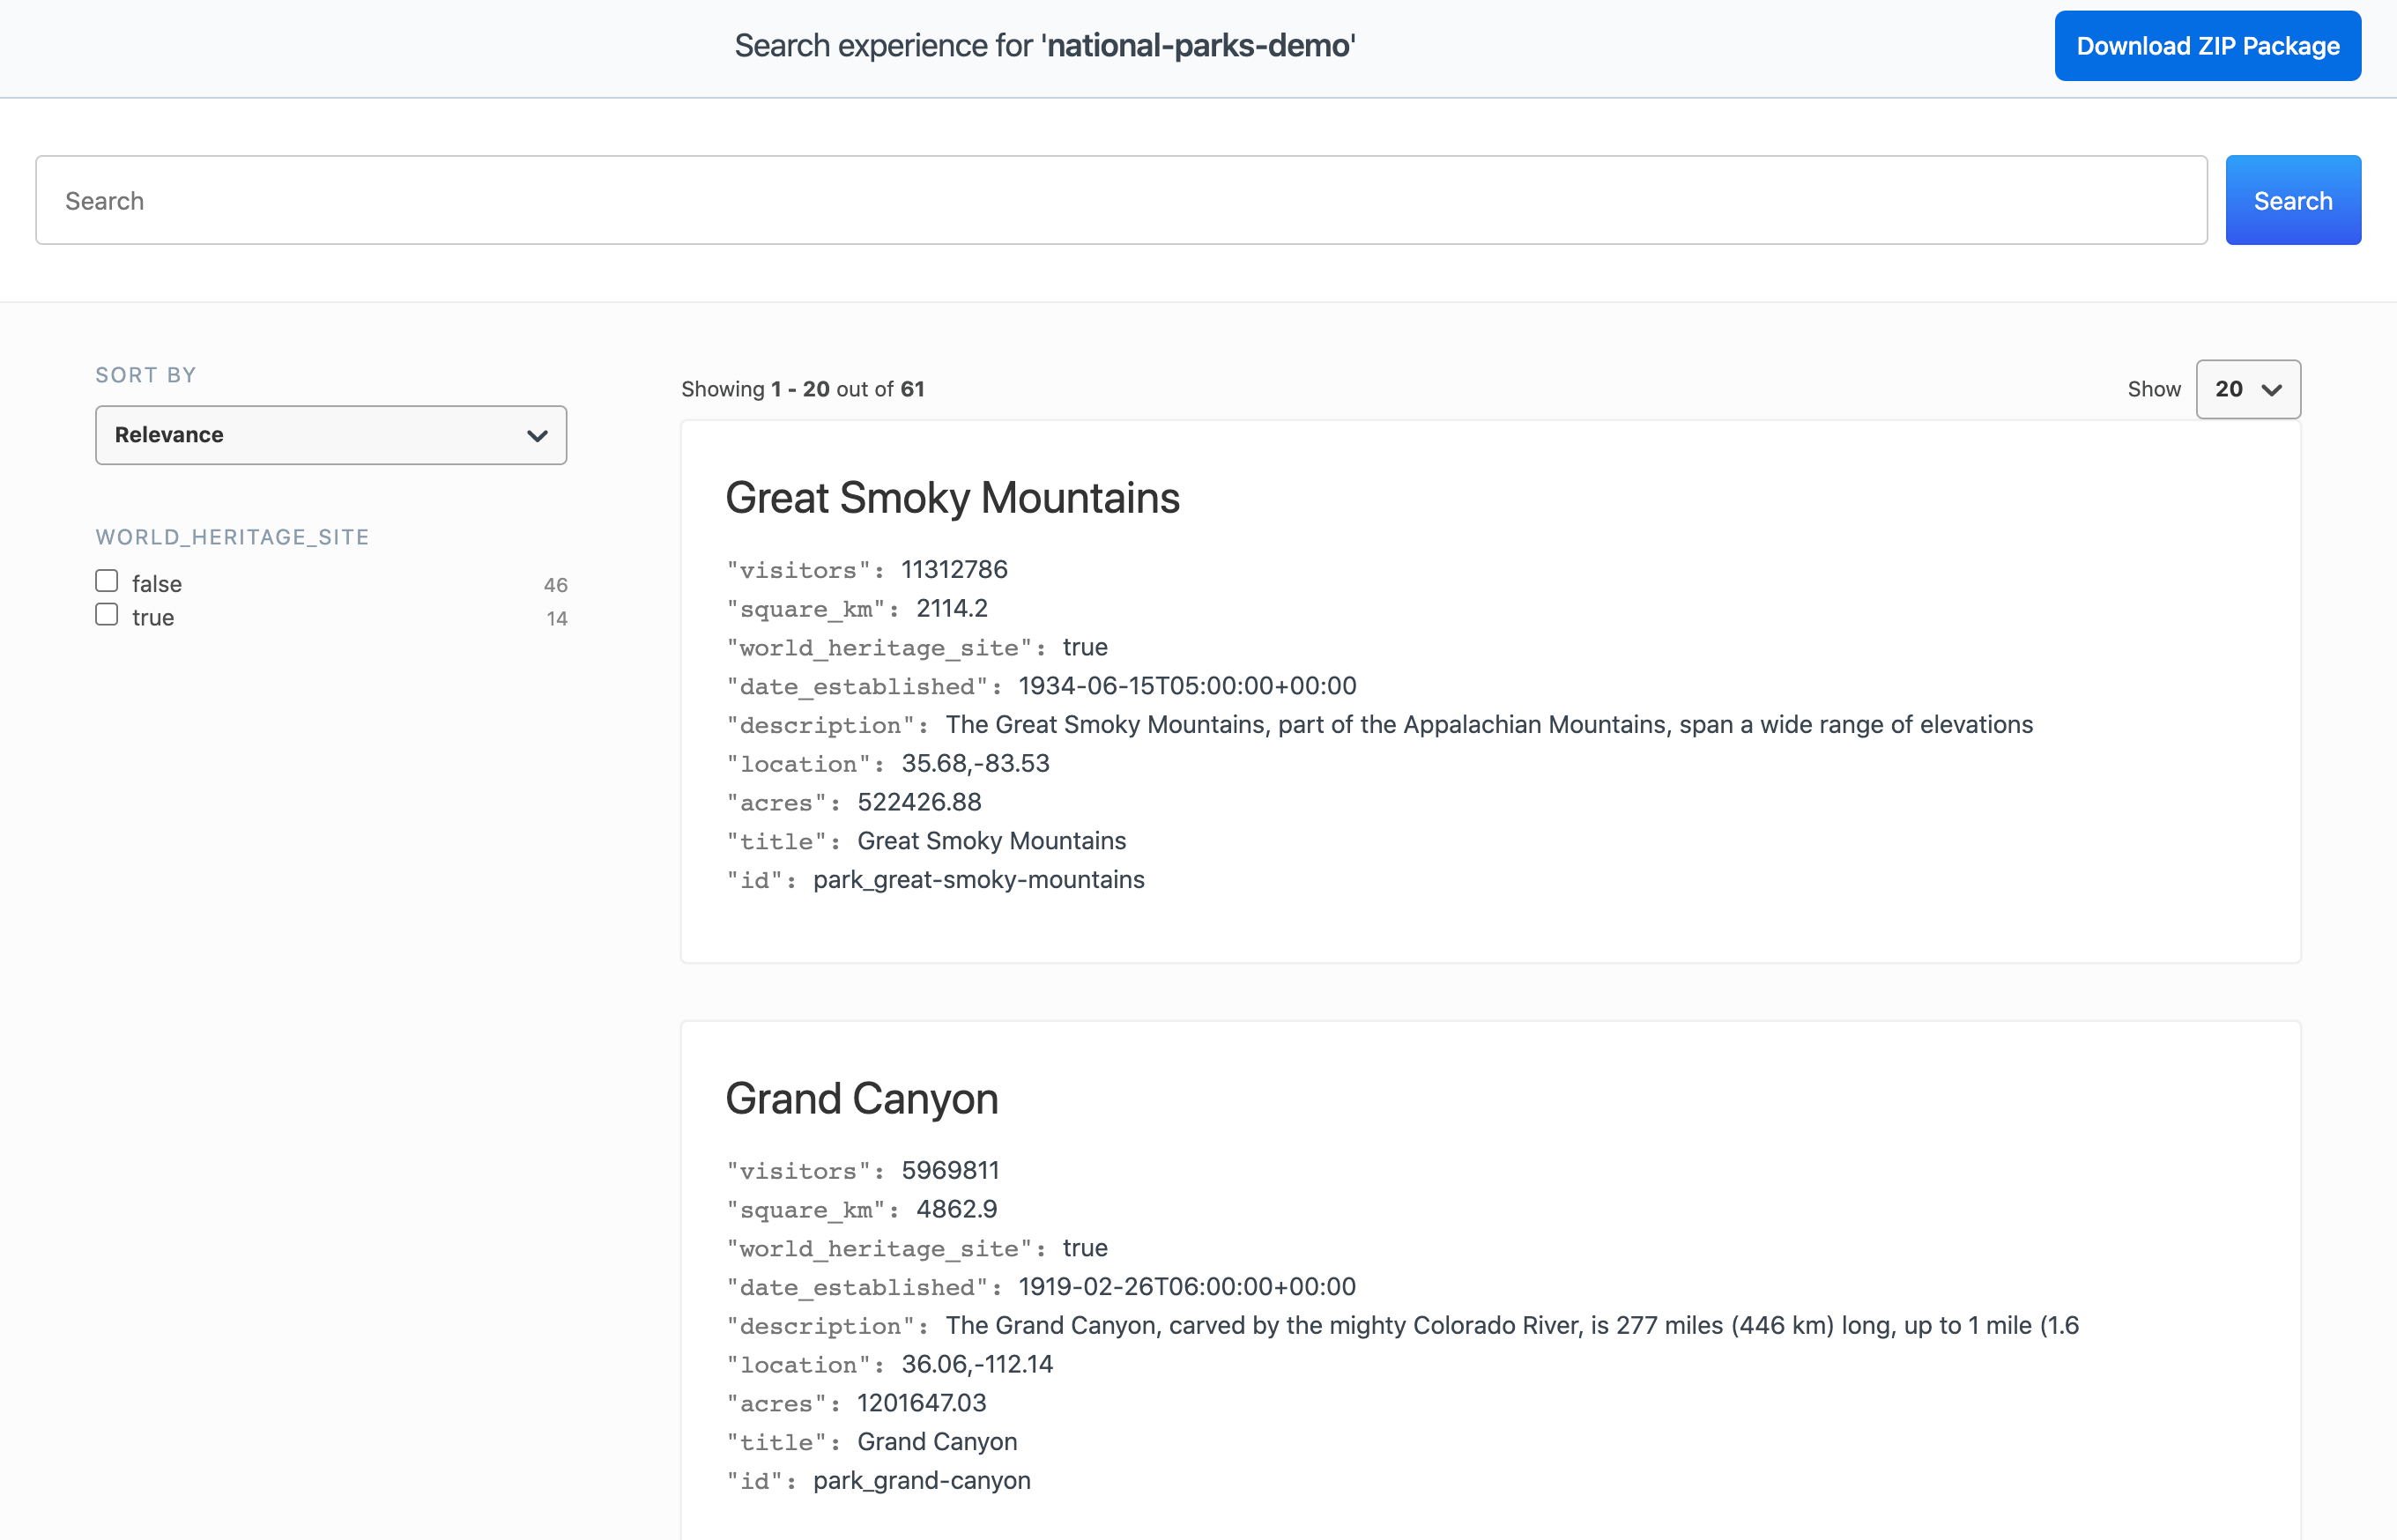 Search experience for 'national-parks-demo'
Download ZIP Package
Search
Search
SORT BY
Relevance
WORLD_HERITAGE_SITE
false 46
true 14
Showing 1 - 20 out of 61
Show 20
Great Smoky Mountains
"visitors": 11312786
"square_km": 2114.2
"world_heritage_site": true
"date_established": 1934-06-15T05:00:00+00:00
"description": The Great Smoky Mountains, part of the Appalachian Mountains, span a wide range of elevations
"location": 35.68,-83.53
"acres": 522426.88
"title": Great Smoky Mountains
"id": park_great-smoky-mountains
Grand Canyon
"visitors": 5969811
"square_km": 4862.9
"world_heritage_site": true
"date_established": 1919-02-26T06:00:00+00:00
"description": The Grand Canyon, carved by the mighty Colorado River, is 277 miles (446 km) long, up to 1 mile (1.6
"location": 36.06,-112.14
"acres": 1201647.03
"title": Grand Canyon
"id": park_grand-canyon